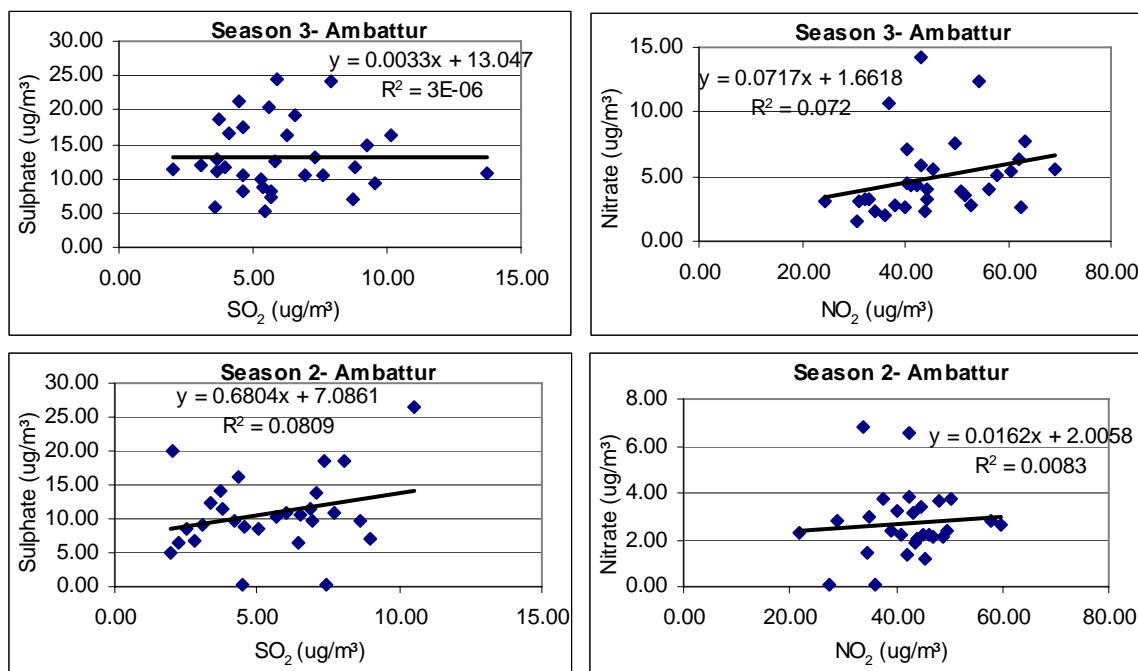 Season 3- Ambattur
y = 0.0033x + 13.047
R² = 3E-06
Sulphate (ug/m³)
30.00
25.00
20.00
15.00
10.00
5.00
0.00
0.00 5.00 10.00 15.00
SO₂ (ug/m³)
Season 3- Ambattur
y = 0.0717x + 1.6618
R² = 0.072
Nitrate (ug/m³)
15.00
10.00
5.00
0.00
0.00 20.00 40.00 60.00 80.00
NO₂ (ug/m³)
Season 2- Ambattur
y = 0.6804x + 7.0861
R² = 0.0809
Sulphate (ug/m³)
30.00
25.00
20.00
15.00
10.00
5.00
0.00
0.00 5.00 10.00 15.00
SO₂ (ug/m³)
Season 2- Ambattur
y = 0.0162x + 2.0058
R² = 0.0083
Nitrate (ug/m³)
8.00
6.00
4.00
2.00
0.00
0.00 20.00 40.00 60.00 80.00
NO₂ (ug/m³)